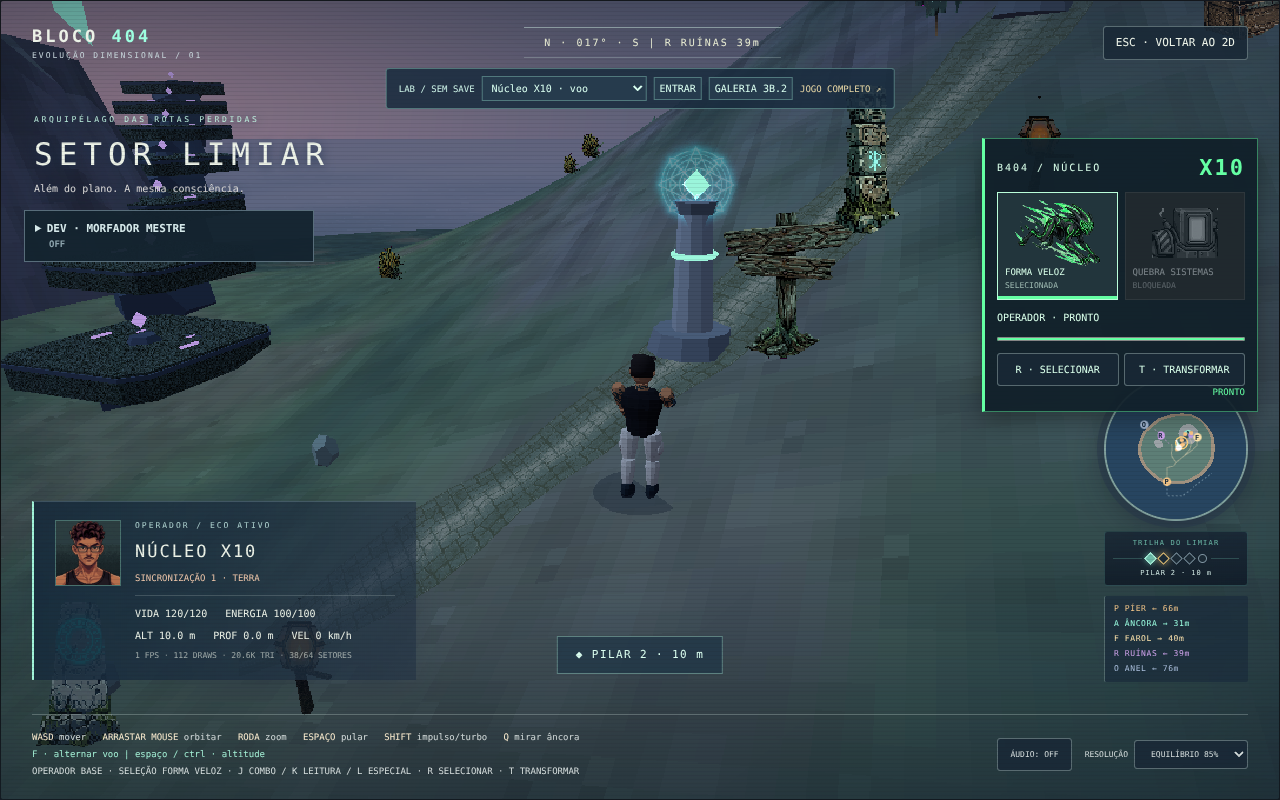 BLOCO 404
EVOLUÇÃO DIMENSIONAL / 01
N · 017° · S | R RUÍNAS 39m
ESC · VOLTAR AO 2D
LAB / SEM SAVE
Núcleo X10 · voo
ENTRAR
GALERIA 3B.2
JOGO COMPLETO ↗
ARQUIPÉLAGO DAS ROTAS PERDIDAS
SETOR LIMIAR
Além do plano. A mesma consciência.
▶ DEV · MORFADOR MESTRE
OFF
B404 / NÚCLEO
X10
FORMA VELOZ
SELECIONADA
QUEBRA SISTEMAS
BLOQUEADA
OPERADOR · PRONTO
R · SELECIONAR
T · TRANSFORMAR
PRONTO
O
R
F
P
TRILHA DO LIMIAR
PILAR 2 · 10 m
P PÍER ← 66m
A ÂNCORA → 31m
F FAROL → 40m
R RUÍNAS ← 39m
O ANEL ← 76m
OPERADOR / ECO ATIVO
NÚCLEO X10
SINCRONIZAÇÃO 1 · TERRA
VIDA 120/120 ENERGIA 100/100
ALT 10.0 m PROF 0.0 m VEL 0 km/h
1 FPS · 112 DRAWS · 20.6K TRI · 38/64 SETORES
◆ PILAR 2 · 10 m
WASD mover ARRASTAR MOUSE orbitar RODA zoom ESPAÇO pular SHIFT impulso/turbo Q mirar âncora
F · alternar voo | espaço / ctrl · altitude
OPERADOR BASE · SELEÇÃO FORMA VELOZ · J COMBO / K LEITURA / L ESPECIAL · R SELECIONAR · T TRANSFORMAR
ÁUDIO: OFF
RESOLUÇÃO
EQUILÍBRIO 85%